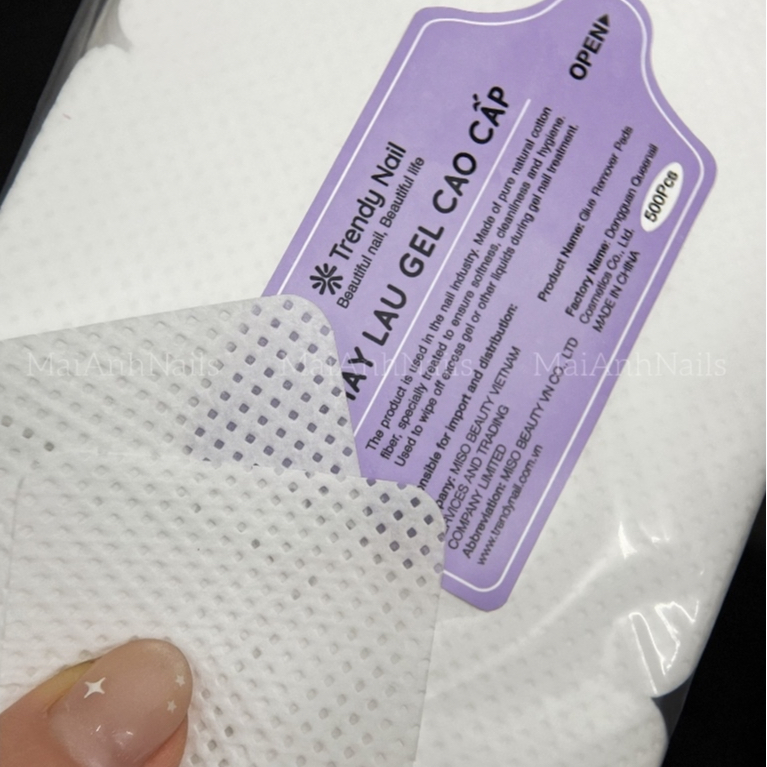 OPEN
Trendy Nail
Beautiful nail, Beautiful life
LAU GEL CAO CẤP
The product is used in the nail industry. Made of pure natural cotton
fiber, specially treated to ensure softness, cleanliness and hygiene.
Used to wipe off excess gel or other liquids during gel nail treatment.
Product Name: Glue Remover Pads
Factory Name: Dongguan Queenail
Cosmetics Co., Ltd.
MADE IN CHINA
500Pcs
for import and distribution:
MISO BEAUTY VIETNAM
AND TRADING
COMPANY LIMITED
Abbreviation: MISO BEAUTY VN CO., LTD
www.trendynail.com.vn
MaiAnhNails MaiAnhNails MaiAnhNails